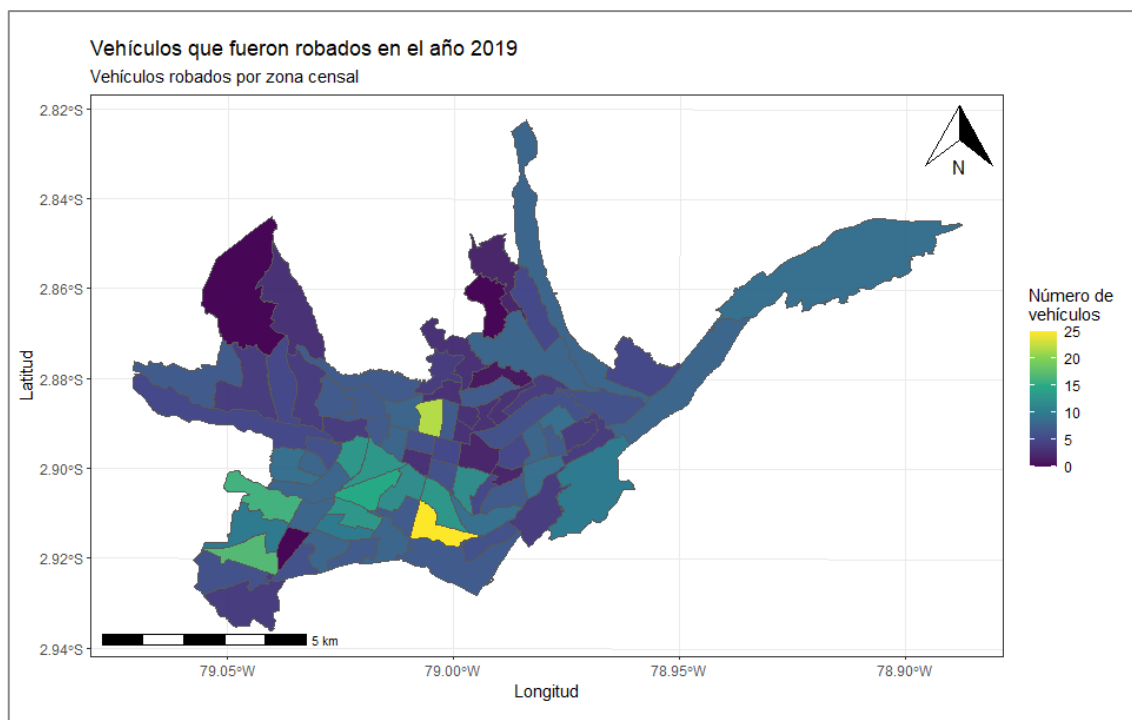 Vehículos que fueron robados en el año 2019
Vehículos robados por zona censal
2.82°S
2.84°S
2.86°S
2.88°S
2.90°S
2.92°S
2.94°S
Latitud
N
5 km
79.05°W
79.00°W
78.95°W
78.90°W
Longitud
Número de
vehículos
25
20
15
10
5
0